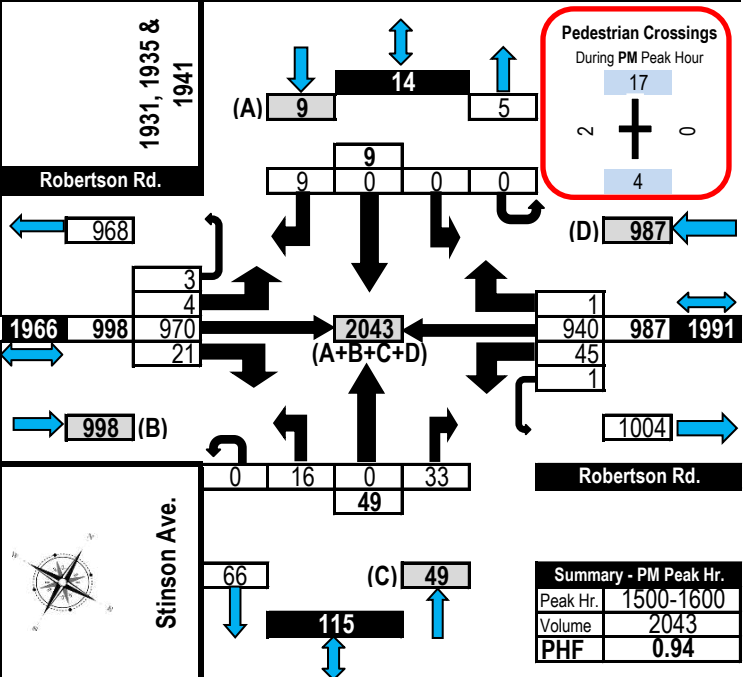 1931, 1935 &
1941
Robertson Rd.
14
(A) 9
5
9
9 0 0 0
Pedestrian Crossings
During PM Peak Hour
17
2
0
4
968
(D) 987
3
4
1966 998 970
21
2043
(A+B+C+D)
1
940 987 1991
45
1
998 (B)
1004
0 16 0 33
49
Robertson Rd.
Stinson Ave.
66
(C) 49
115
Summary - PM Peak Hr.
Peak Hr. 1500-1600
Volume 2043
PHF 0.94